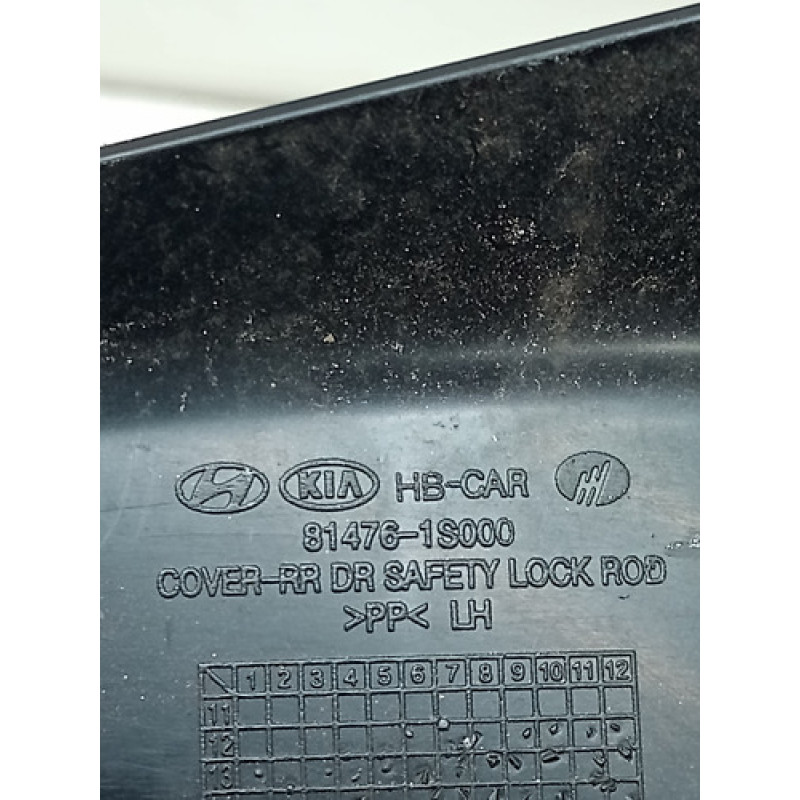 KIA HB-CAR
81476-1S000
COVER-RR DR SAFETY LOCK ROD
>PP< LH
1 2 3 4 5 6 7 8 9 10 11 12
11
12
13